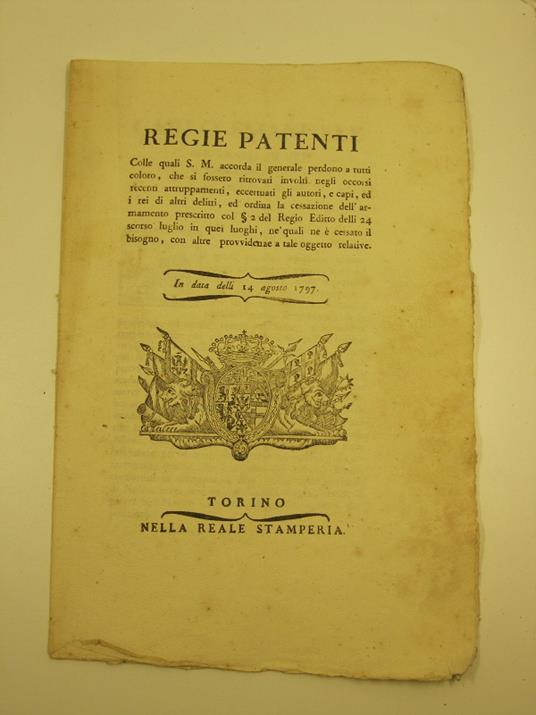 REGIE PATENTI
Colle quali S. M. accorda il generale perdono a tutti
coloro, che si fossero ritrovati involti negli occorsi
recenti attruppamenti, eccettuati gli autori, e capi, ed
i rei di altri delitti, ed ordina la cessazione dell'ar-
mamento prescritto col § 2 del Regio Editto delli 24
scorso luglio in quei luoghi, ne' quali ne è cessato il
bisogno, con altre provvidenze a tale oggetto relative.
In data delli 14 agosto 1797.
TORINO
NELLA REALE STAMPERIA.